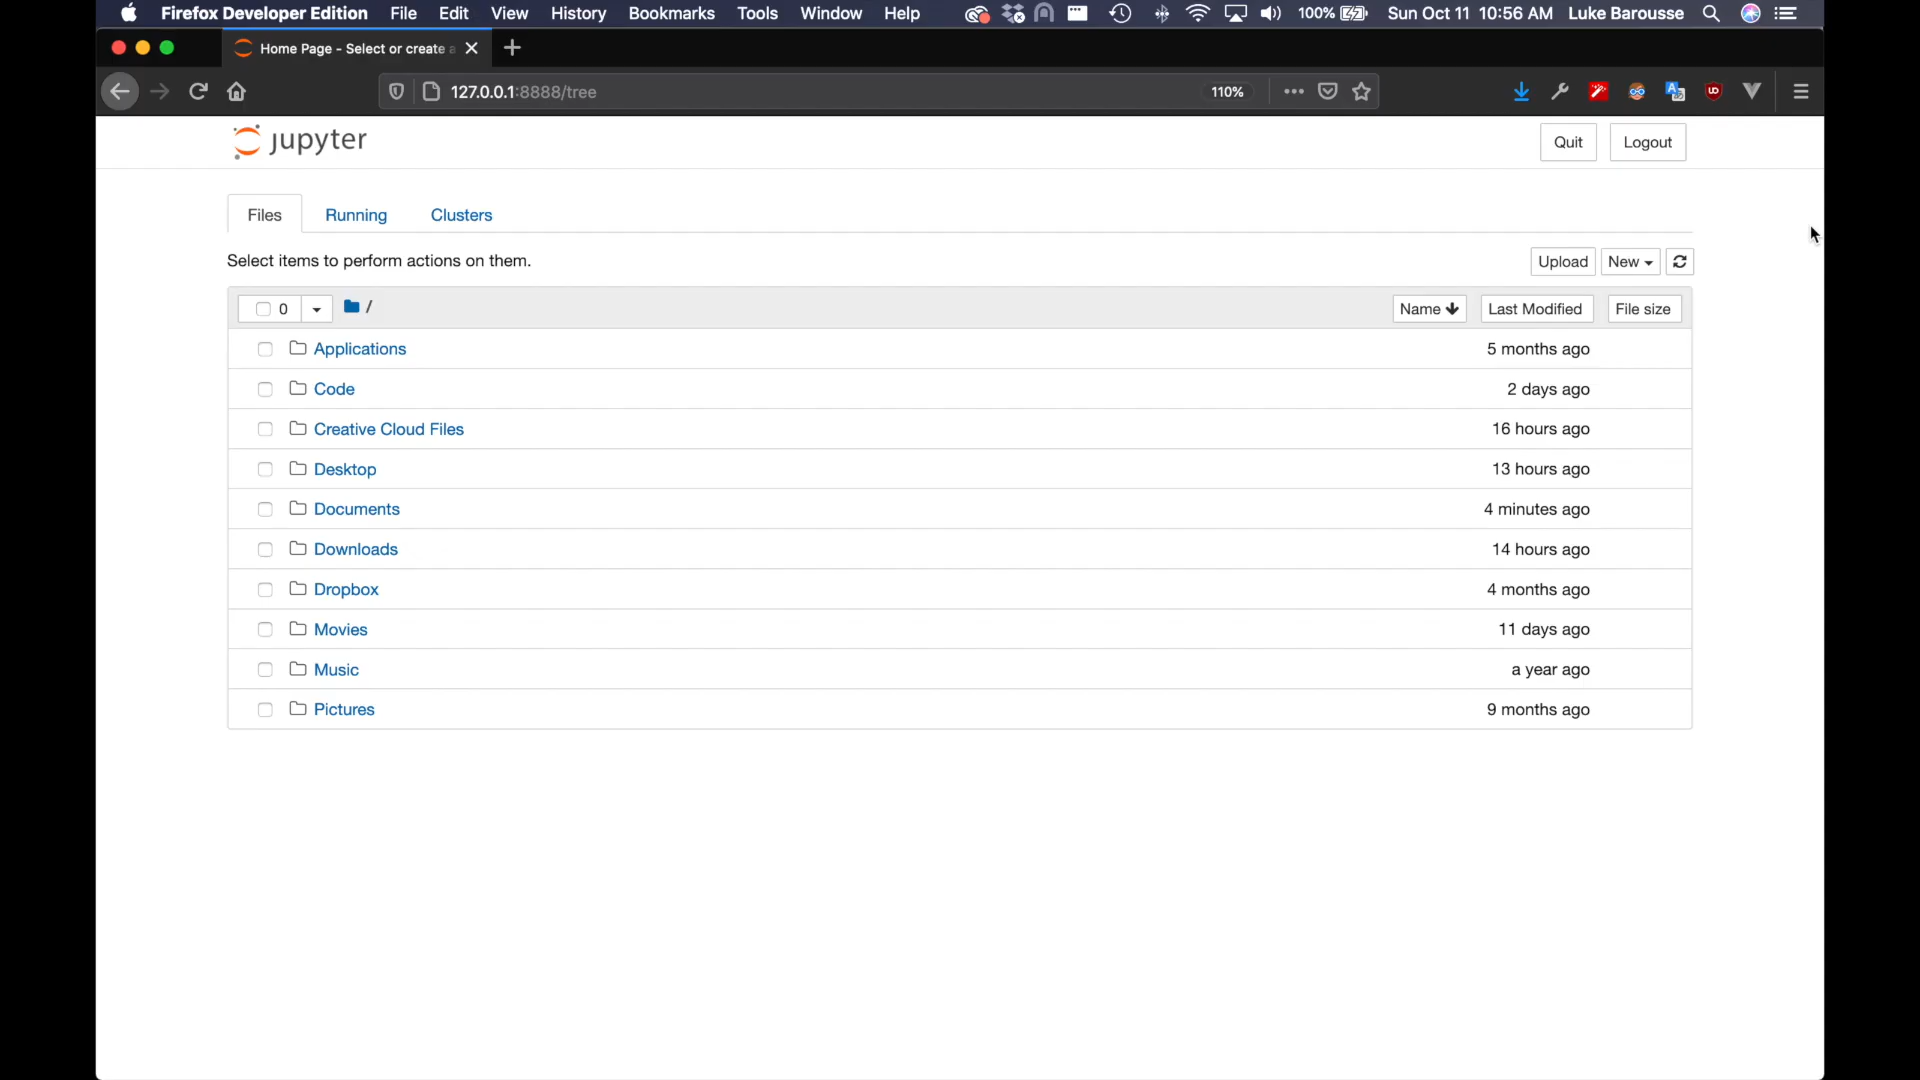 Firefox Developer Edition File Edit View History Bookmarks Tools Window Help 100% Sun Oct 11 10:56 AM Luke Barousse
Home Page - Select or create a
127.0.0.1:8888/tree 110%
jupyter Quit Logout
Files Running Clusters
Select items to perform actions on them. Upload New
0 / Name Last Modified File size
Applications 5 months ago
Code 2 days ago
Creative Cloud Files 16 hours ago
Desktop 13 hours ago
Documents 4 minutes ago
Downloads 14 hours ago
Dropbox 4 months ago
Movies 11 days ago
Music a year ago
Pictures 9 months ago